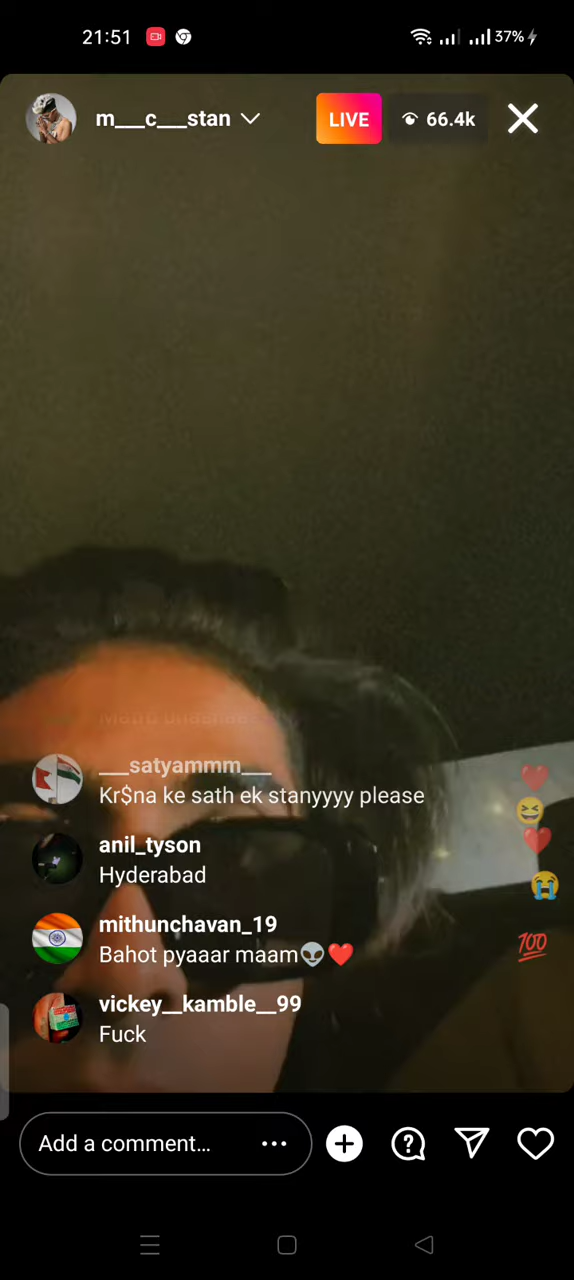 21:51
37%
m___c___stan
LIVE
66.4k
___satyammm___
Kr$na ke sath ek stanyyyy please
anil_tyson
Hyderabad
mithunchavan_19
Bahot pyaaar maam👽❤️
vickey__kamble__99
Fuck
💯
Add a comment...